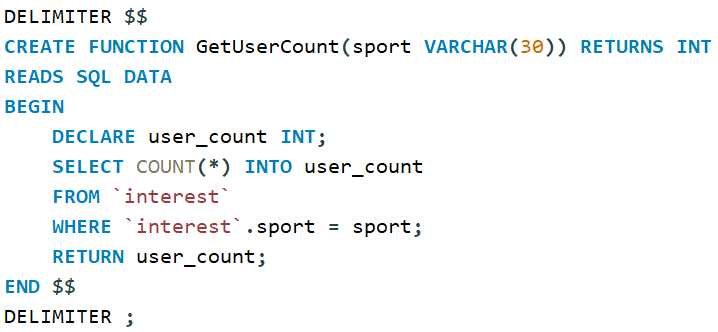 DELIMITER $$
CREATE FUNCTION GetUserCount(sport VARCHAR(30)) RETURNS INT
READS SQL DATA
BEGIN
    DECLARE user_count INT;
    SELECT COUNT(*) INTO user_count
    FROM `interest`
    WHERE `interest`.sport = sport;
    RETURN user_count;
END $$
DELIMITER ;